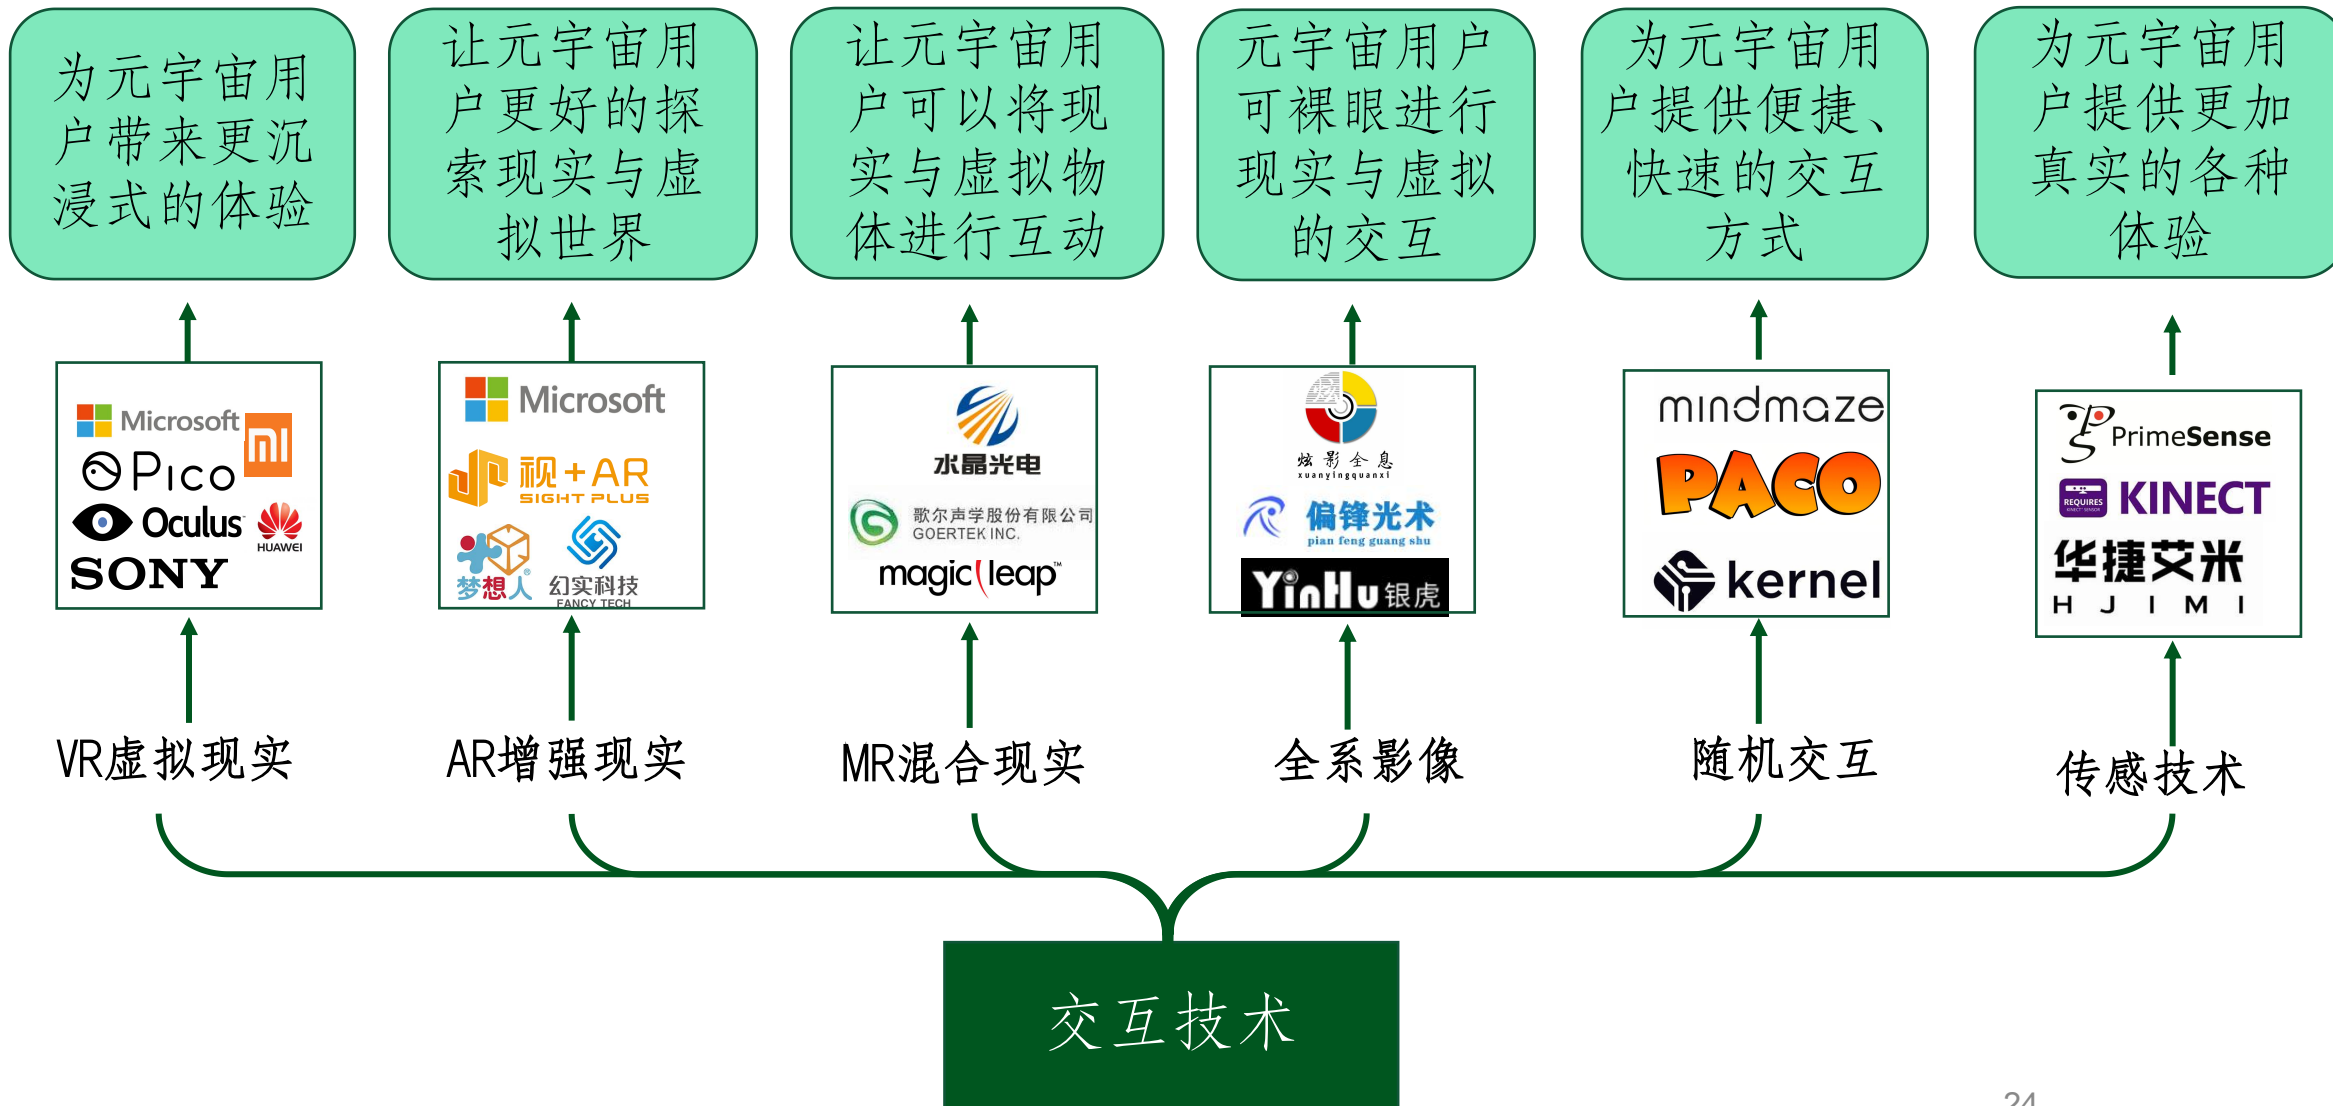 为元宇宙用
户带来更沉
浸式的体验
让元宇宙用
户更好的探
索现实与虚
拟世界
让元宇宙用
户可以将现
实与虚拟物
体进行互动
元宇宙用户
可裸眼进行
现实与虚拟
的交互
为元宇宙用
户提供便捷、
快速的交互
方式
为元宇宙用
户提供更加
真实的各种
体验
Microsoft
mi
Pico
Oculus
HUAWEI
SONY
Microsoft
视+AR
SIGHT PLUS
梦想人
幻实科技
FANCY TECH
水晶光电
歌尔声学股份有限公司
GOERTEK INC.
magic leap™
炫影全息
xuanyingquanxi
偏锋光术
pian feng guang shu
YinHu银虎
mindmaze
PACO
kernel
PrimeSense
REQUIRES
KINECT SENSOR
KINECT
华捷艾米
HJIMI
VR虚拟现实
AR增强现实
MR混合现实
全系影像
随机交互
传感技术
交互技术
24